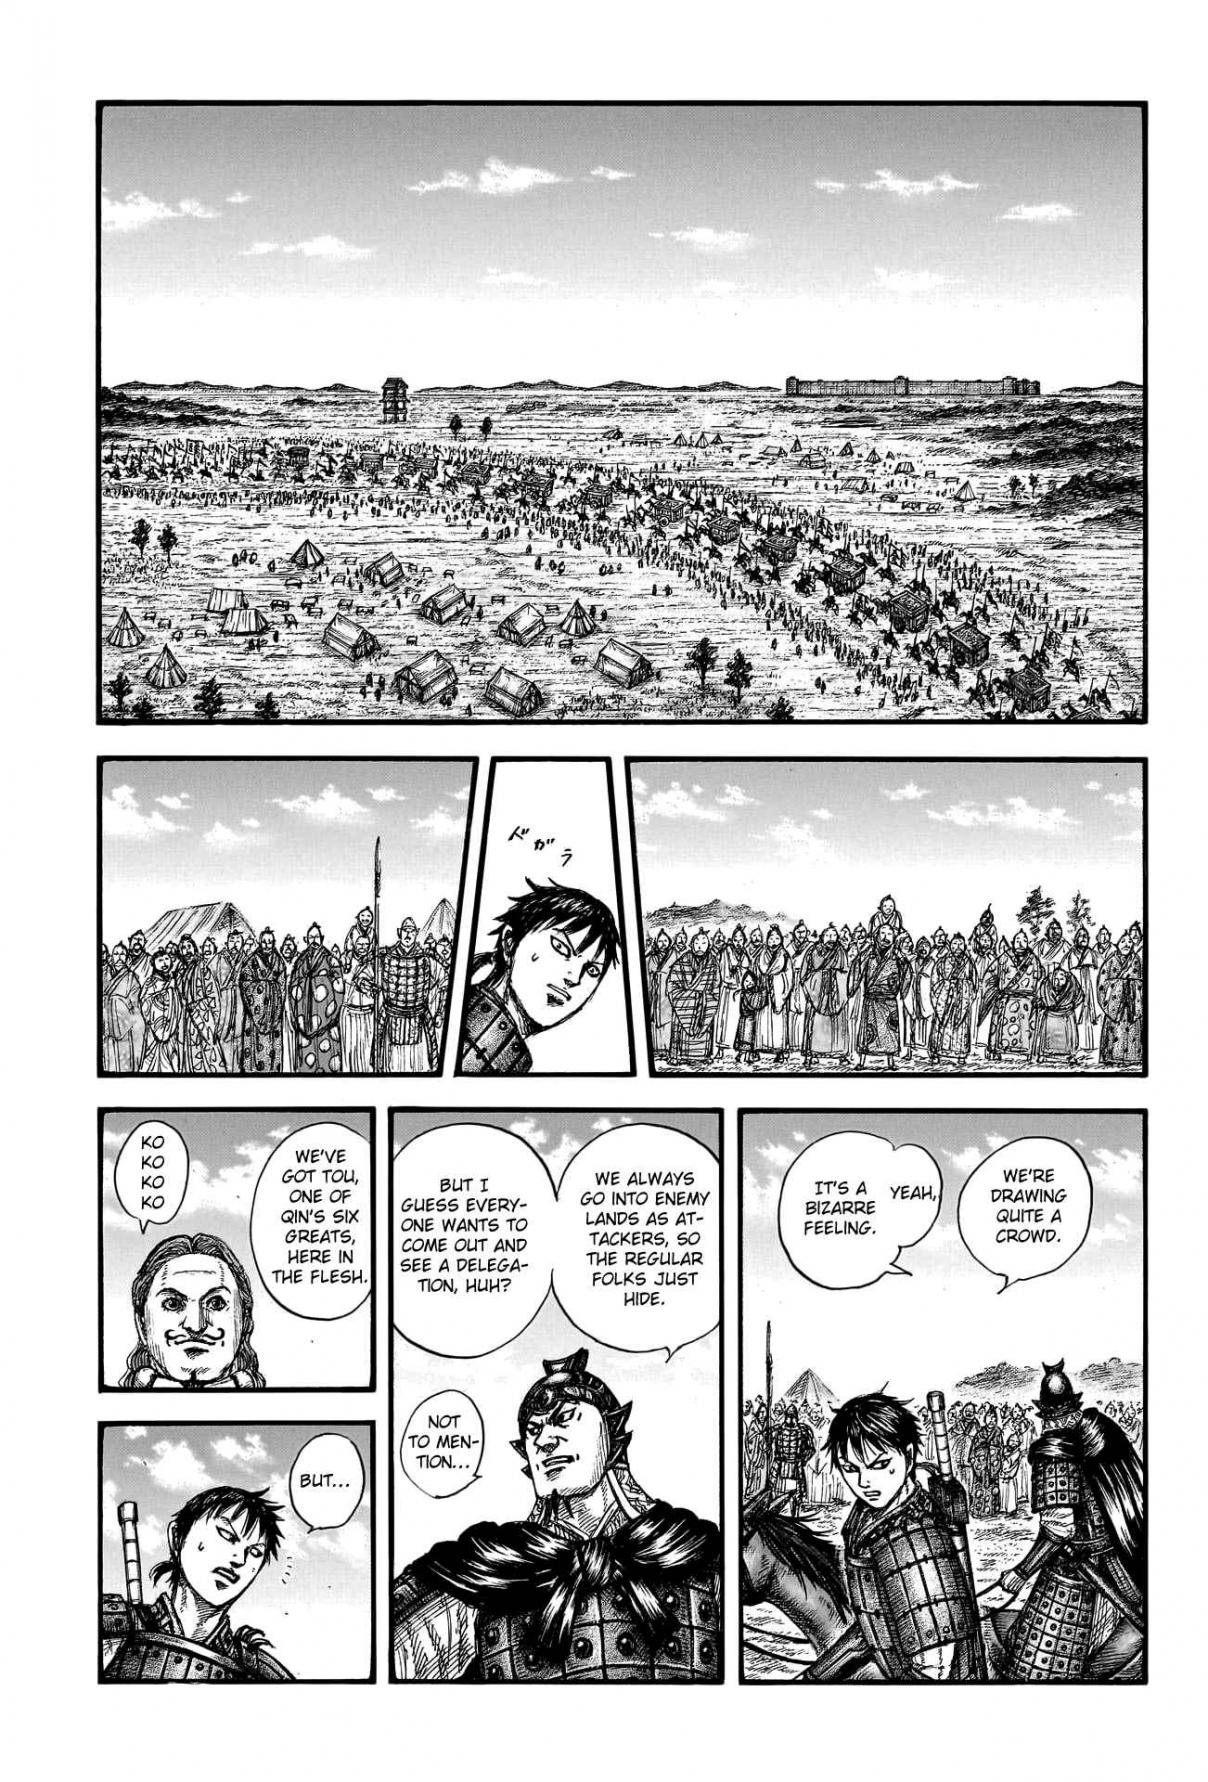 ドガラ
WE'RE
DRAWING
QUITE A
CROWD.
YEAH,
IT'S A
BIZARRE
FEELING.
WE ALWAYS
GO INTO ENEMY
LANDS AS AT-
TACKERS, SO
THE REGULAR
FOLKS JUST
HIDE.
BUT I
GUESS EVERY-
ONE WANTS TO
COME OUT AND
SEE A DELEGA-
TION, HUH?
NOT
TO MEN-
TION...
WE'VE
GOT TOU,
ONE OF
QIN'S SIX
GREATS,
HERE IN
THE FLESH.
KO
KO
KO
KO
BUT...